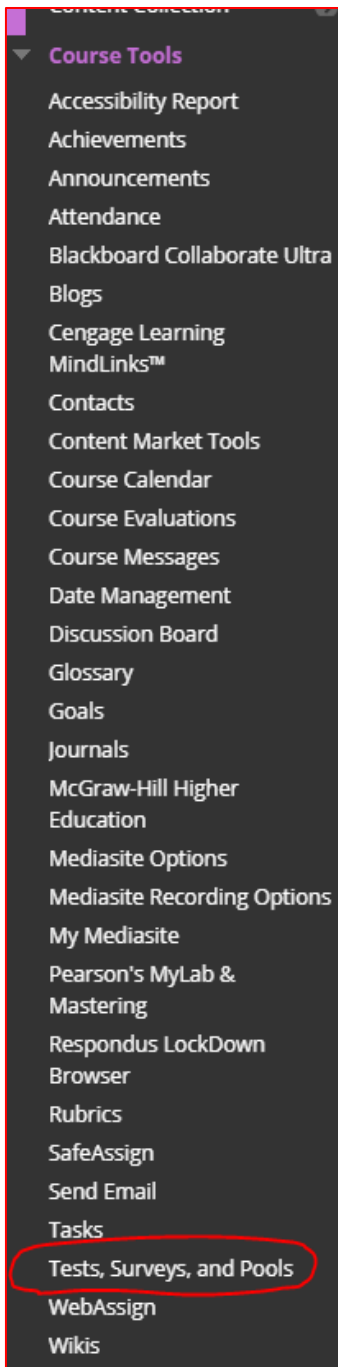 Content Collection
Course Tools
Accessibility Report
Achievements
Announcements
Attendance
Blackboard Collaborate Ultra
Blogs
Cengage Learning
MindLinks™
Contacts
Content Market Tools
Course Calendar
Course Evaluations
Course Messages
Date Management
Discussion Board
Glossary
Goals
Journals
McGraw-Hill Higher
Education
Mediasite Options
Mediasite Recording Options
My Mediasite
Pearson's MyLab &
Mastering
Respondus LockDown
Browser
Rubrics
SafeAssign
Send Email
Tasks
Tests, Surveys, and Pools
WebAssign
Wikis